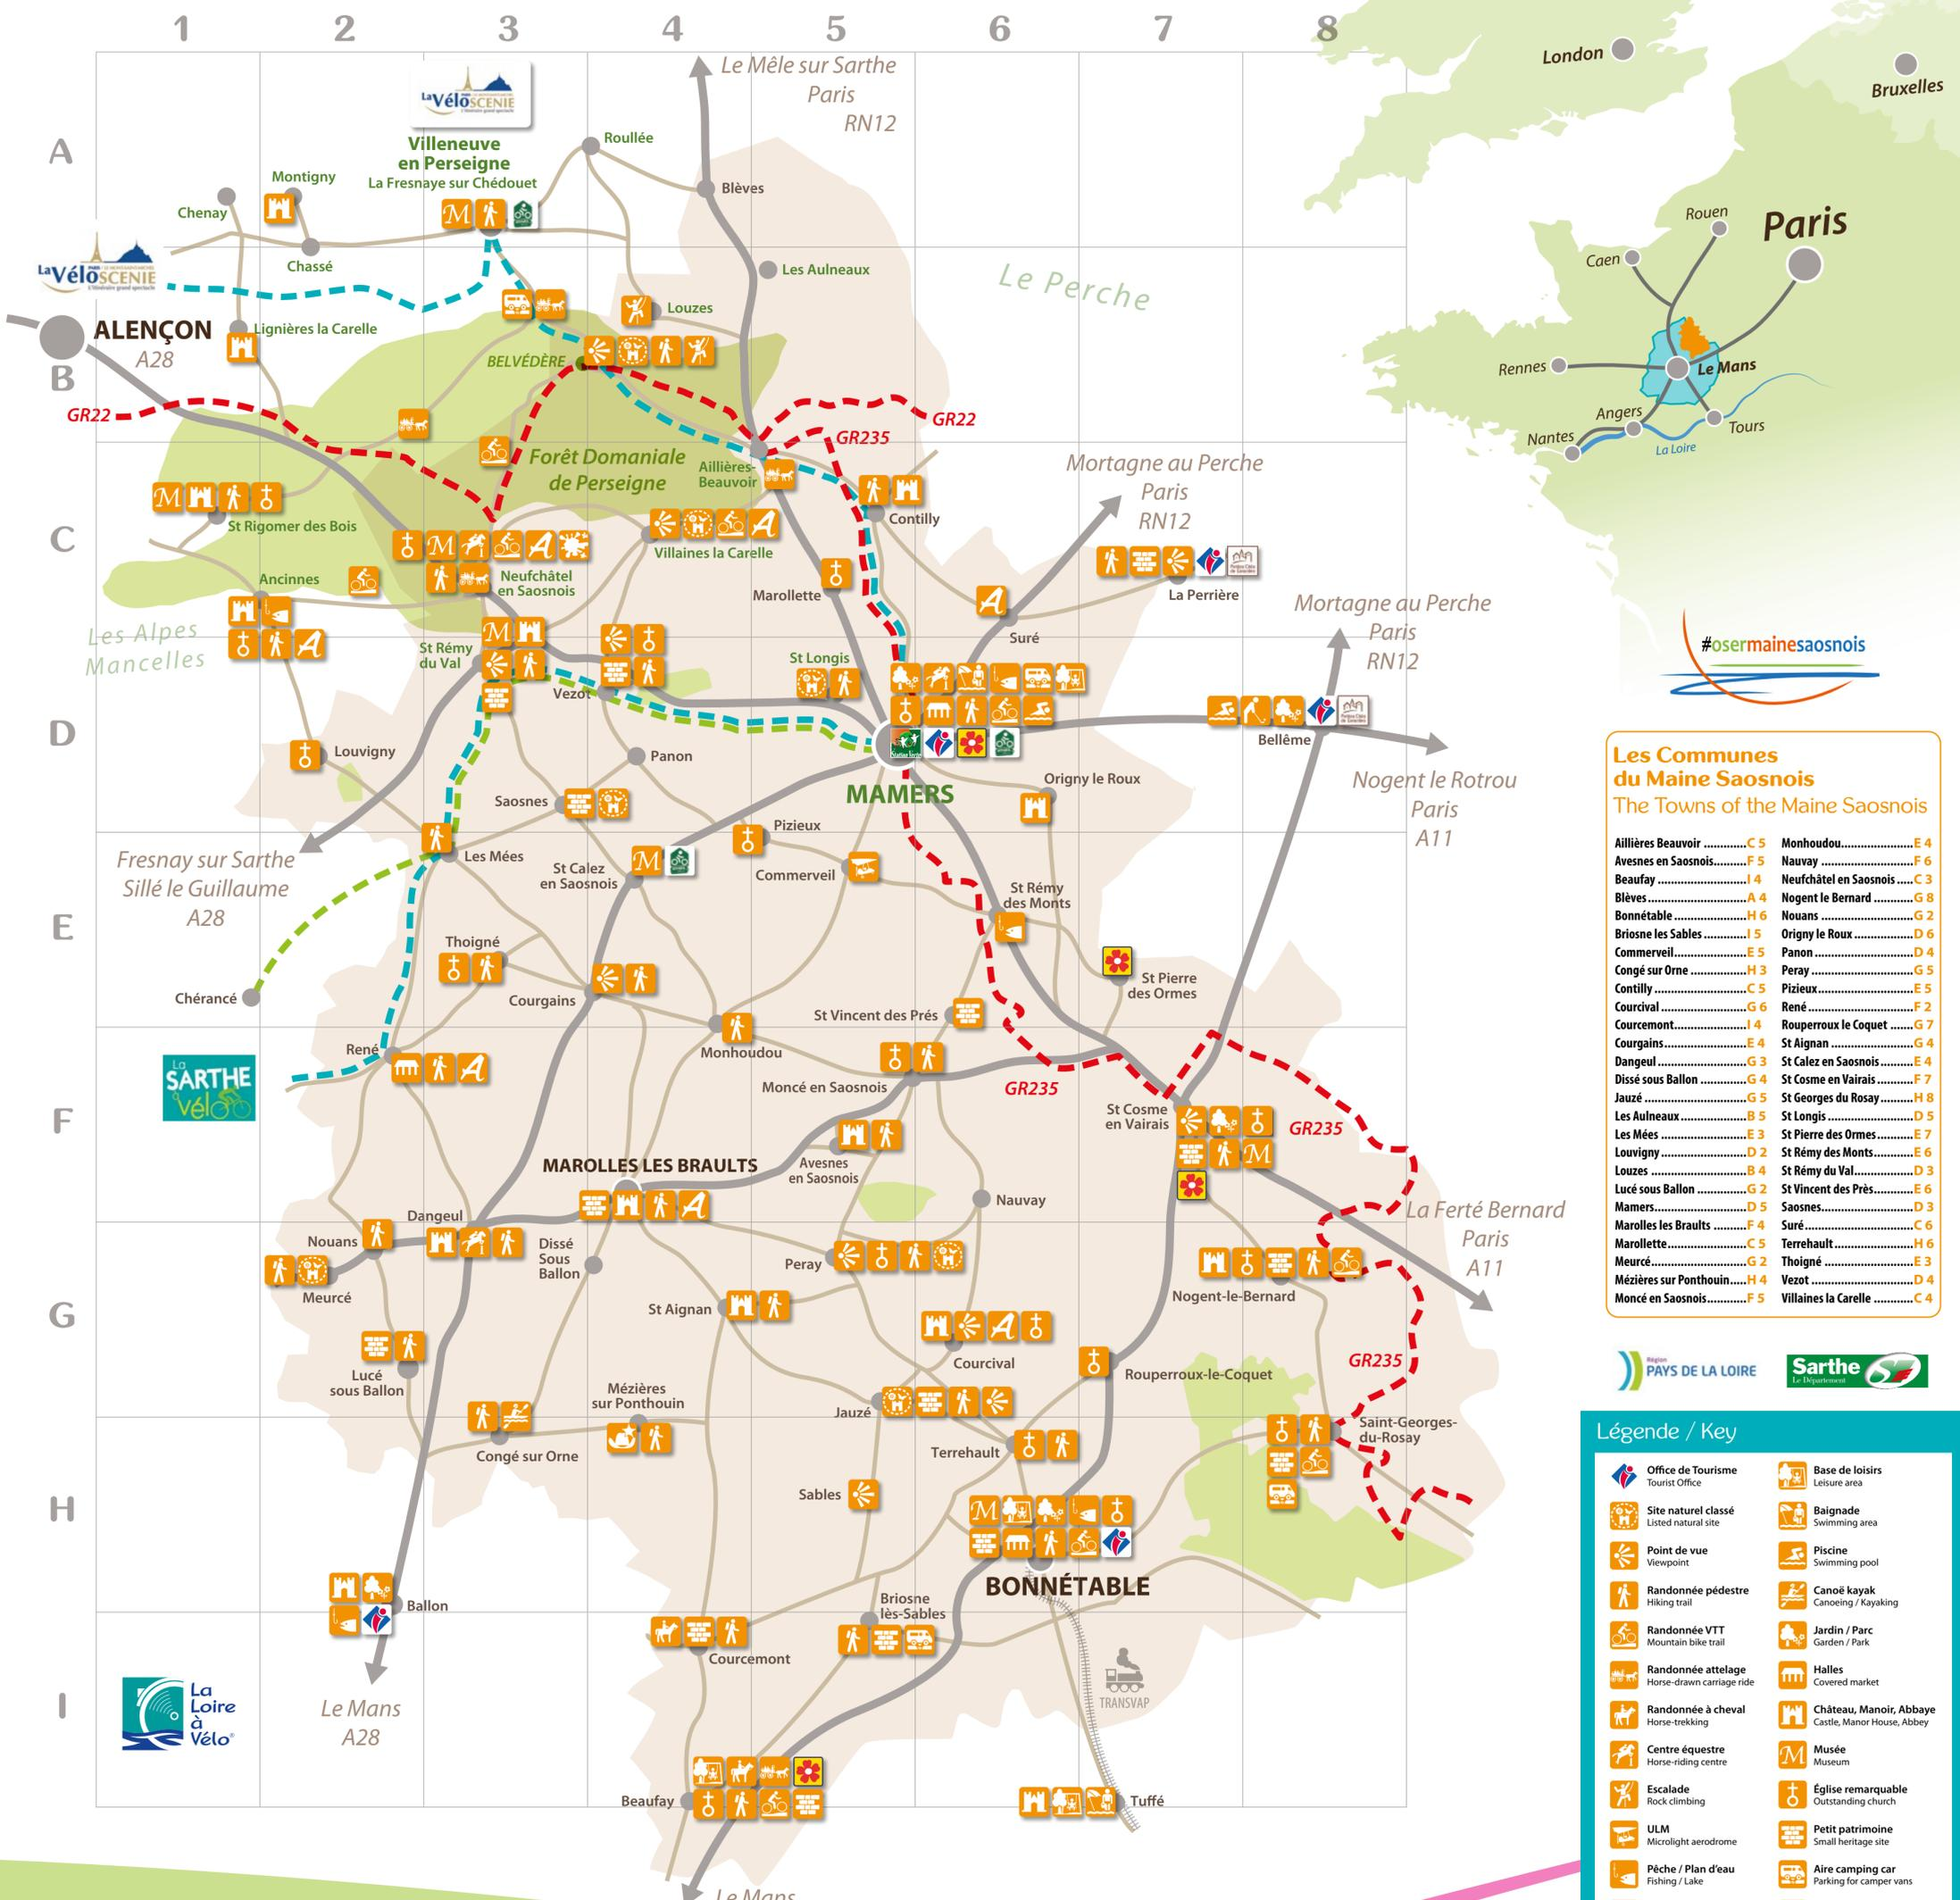 1 2 3 4 5 6 7 8
A
B
C
D
E
F
G
H
I
Le Mêle sur Sarthe
Paris
RN12
La VéloSCENIE
Villeneuve
en Perseigne
La Fresnaye sur Chédouet
Roullée
Montigny
Chenay
Blèves
M
Chassé
La VéloSCENIE
Les Aulneaux
Le Perche
ALENÇON
A28
Lignières la Carelle
Louzes
BELVÉDÈRE
GR22
GR22
GR235
Forêt Domaniale
de Perseigne
Aillières-
Beauvoir
Mortagne au Perche
Paris
RN12
M
St Rigomer des Bois
Contilly
M A
A
Villaines la Carelle
Neufchâtel
en Saosnois
Ancinnes
Marollette
A
Suré
La Perrière
Mortagne au Perche
Paris
RN12
Les Alpes
Mancelles
A
M
St Rémy
du Val
Vezot
St Longis
Station Verte
Bellême
Louvigny
Panon
MAMERS
Origny le Roux
Nogent le Rotrou
Paris
A11
Saosnes
Pizieux
Fresnay sur Sarthe
Sillé le Guillaume
A28
Les Mées
St Calez
en Saosnois
M
Commerveil
St Rémy
des Monts
Thoigné
St Pierre
des Ormes
Chérancé
Courgains
St Vincent des Prés
Monhoudou
René
A
La
SARTHE
à vélo
Moncé en Saosnois
GR235
St Cosme
en Vairais
M
GR235
Avesnes
en Saosnois
MAROLLES LES BRAULTS
A
Nauvay
La Ferté Bernard
Paris
A11
Dangeul
Nouans
Meurcé
Dissé
Sous
Ballon
Peray
Nogent-le-Bernard
St Aignan
A
Courcival
GR235
Lucé
sous Ballon
Rouperroux-le-Coquet
Mézières
sur Ponthouin
Jauzé
Saint-Georges-
du-Rosay
Congé sur Orne
Terrehault
Sables
M
BONNÉTABLE
Ballon
Briosne
lès-Sables
Courcemont
TRANSVAP
La
Loire
à
Vélo
Le Mans
A28
Beaufay
Tuffé
Le Mans
London
Bruxelles
Rouen
Paris
Caen
Rennes
Le Mans
Angers
Nantes
Tours
La Loire
#osermainesaosnois
Les Communes
du Maine Saosnois
The Towns of the Maine Saosnois
Aillières Beauvoir ............C 5
Avesnes en Saosnois.........F 5
Beaufay ...........................I 4
Blèves .............................A 4
Bonnétable .....................H 6
Briosne les Sables ............I 5
Commerveil.....................E 5
Congé sur Orne ...............H 3
Contilly ...........................C 5
Courcival ........................G 6
Courcemont.....................I 4
Courgains........................E 4
Dangeul ..........................G 3
Dissé sous Ballon ............G 4
Jauzé ..............................G 5
Les Aulneaux...................B 5
Les Mées .........................E 3
Louvigny .........................D 2
Louzes .............................B 4
Lucé sous Ballon .............G 2
Mamers...........................D 5
Marolles les Braults .........F 4
Marollette........................C 5
Meurcé............................G 2
Mézières sur Ponthouin....H 4
Moncé en Saosnois...........F 5
Monhoudou.....................E 4
Nauvay ...........................F 6
Neufchâtel en Saosnois .....C 3
Nogent le Bernard ...........G 8
Nouans ...........................G 2
Origny le Roux ................D 6
Panon .............................D 4
Peray ..............................G 5
Pizieux............................E 5
René ...............................F 2
Rouperroux le Coquet ......G 7
St Aignan ........................G 4
St Calez en Saosnois.........E 4
St Cosme en Vairais..........F 7
St Georges du Rosay.........H 8
St Longis.........................D 5
St Pierre des Ormes..........E 7
St Rémy des Monts...........E 6
St Rémy du Val................D 3
St Vincent des Près...........E 6
Saosnes...........................D 3
Suré................................C 6
Terrehault.......................H 6
Thoigné ..........................E 3
Vezot ..............................D 4
Villaines la Carelle ...........C 4
Région
PAYS DE LA LOIRE
Sarthe
Le Département
Légende / Key
Office de Tourisme
Tourist Office
Site naturel classé
Listed natural site
Point de vue
Viewpoint
Randonnée pédestre
Hiking trail
Randonnée VTT
Mountain bike trail
Randonnée attelage
Horse-drawn carriage ride
Randonnée à cheval
Horse-trekking
Centre équestre
Horse-riding centre
Escalade
Rock climbing
ULM
Microlight aerodrome
Pêche / Plan d'eau
Fishing / Lake
Base de loisirs
Leisure area
Baignade
Swimming area
Piscine
Swimming pool
Canoë kayak
Canoeing / Kayaking
Jardin / Parc
Garden / Park
Halles
Covered market
Château, Manoir, Abbaye
Castle, Manor House, Abbey
M
Musée
Museum
Église remarquable
Outstanding church
Petit patrimoine
Small heritage site
Aire camping car
Parking for camper vans